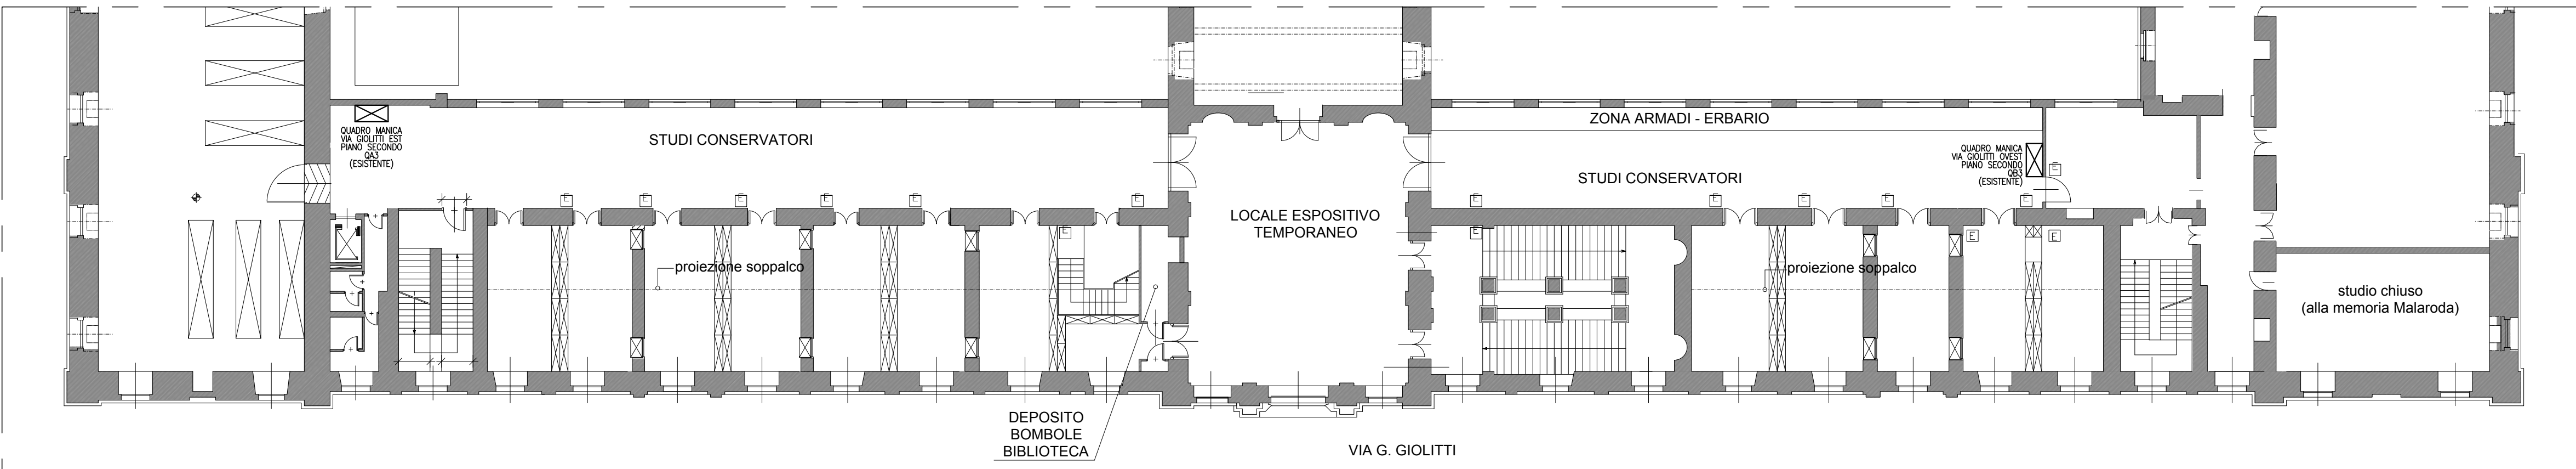 QUADRO MANICA
VIA GIOLITTI EST
PIANO SECONDO
QA3
(ESISTENTE)
STUDI CONSERVATORI
E
E
E
E
E
E
E
proiezione soppalco
DEPOSITO
BOMBOLE
BIBLIOTECA
LOCALE ESPOSITIVO
TEMPORANEO
VIA G. GIOLITTI
ZONA ARMADI - ERBARIO
STUDI CONSERVATORI
QUADRO MANICA
VIA GIOLITTI OVEST
PIANO SECONDO
QB3
(ESISTENTE)
E
E
E
E
E
E
E
E
E
proiezione soppalco
studio chiuso
(alla memoria Malaroda)